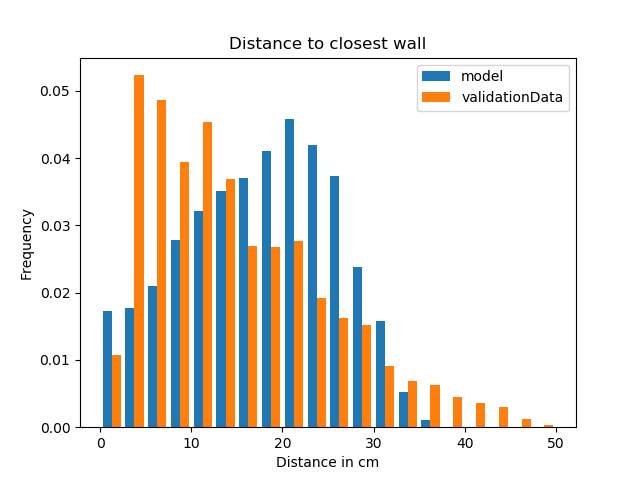 Distance to closest wall
model
validationData
0.05
0.04
0.03
0.02
0.01
0.00
Frequency
0 10 20 30 40 50
Distance in cm